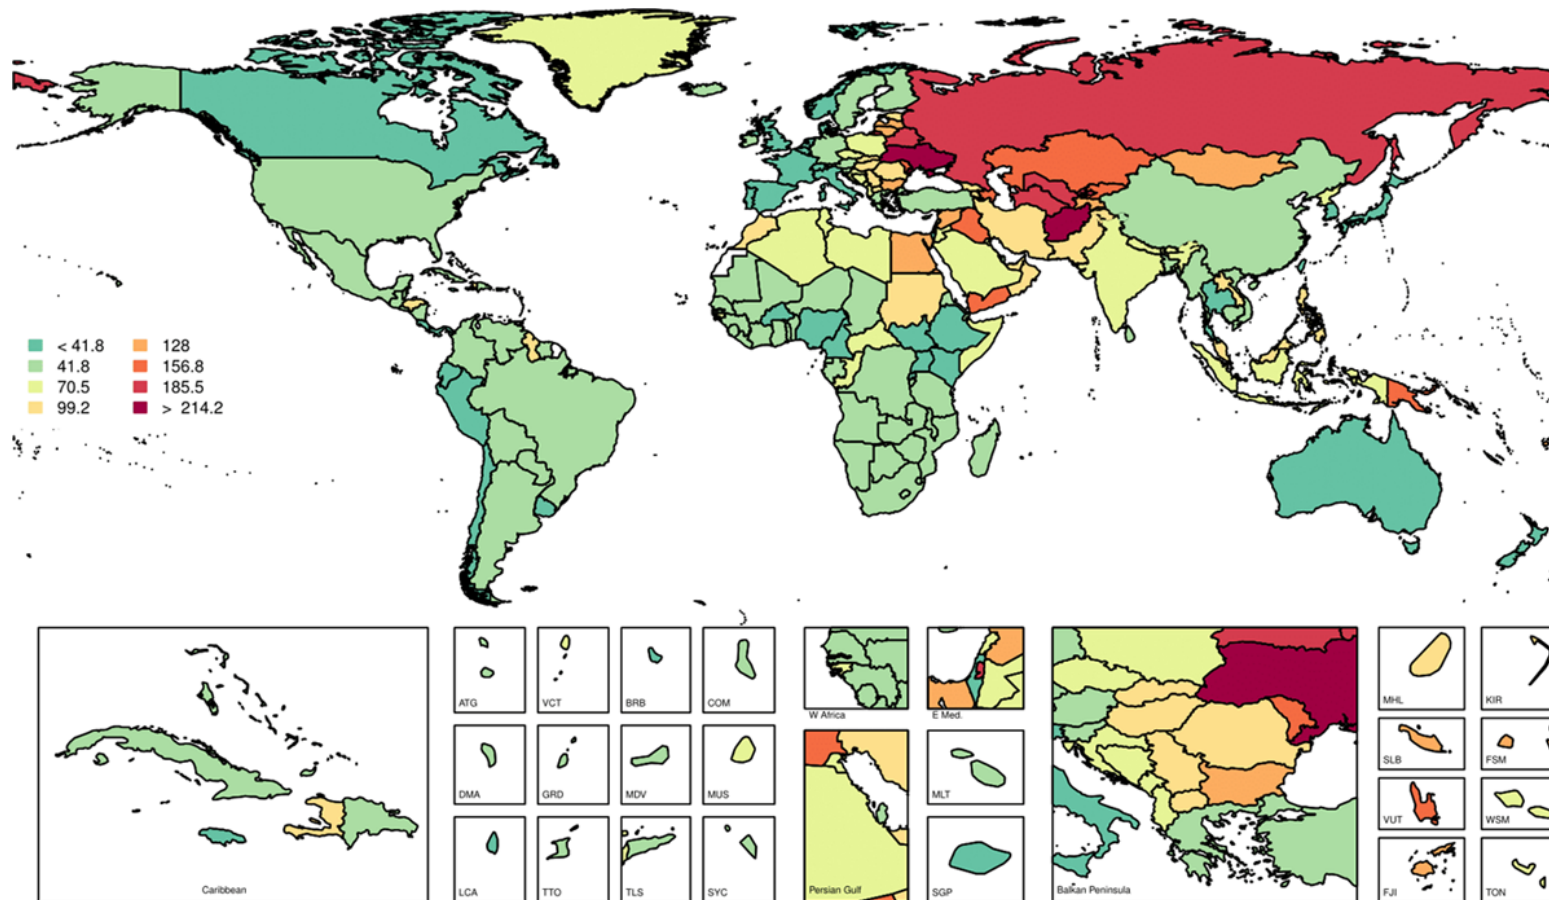 < 41.8 128
41.8 156.8
70.5 185.5
99.2 > 214.2
ATG VCT BRB COM
W Africa E Med.
MHL KIR
DMA GRD MDV MUS
MLT
SLB FSM
VUT WSM
LCA TTO TLS SYC
Caribbean
Persian Gulf
SGP
Balkan Peninsula
FJI TON